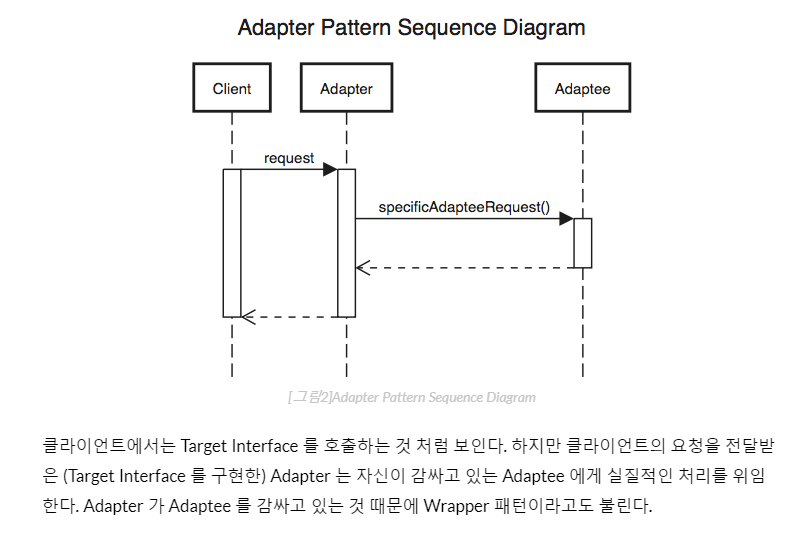 Adapter Pattern Sequence Diagram
Client
Adapter
Adaptee
request
specificAdapteeRequest()
[그림2]Adapter Pattern Sequence Diagram
클라이언트에서는 Target Interface 를 호출하는 것 처럼 보인다. 하지만 클라이언트의 요청을 전달받
은 (Target Interface 를 구현한) Adapter 는 자신이 감싸고 있는 Adaptee 에게 실질적인 처리를 위임
한다. Adapter 가 Adaptee 를 감싸고 있는 것 때문에 Wrapper 패턴이라고도 불린다.